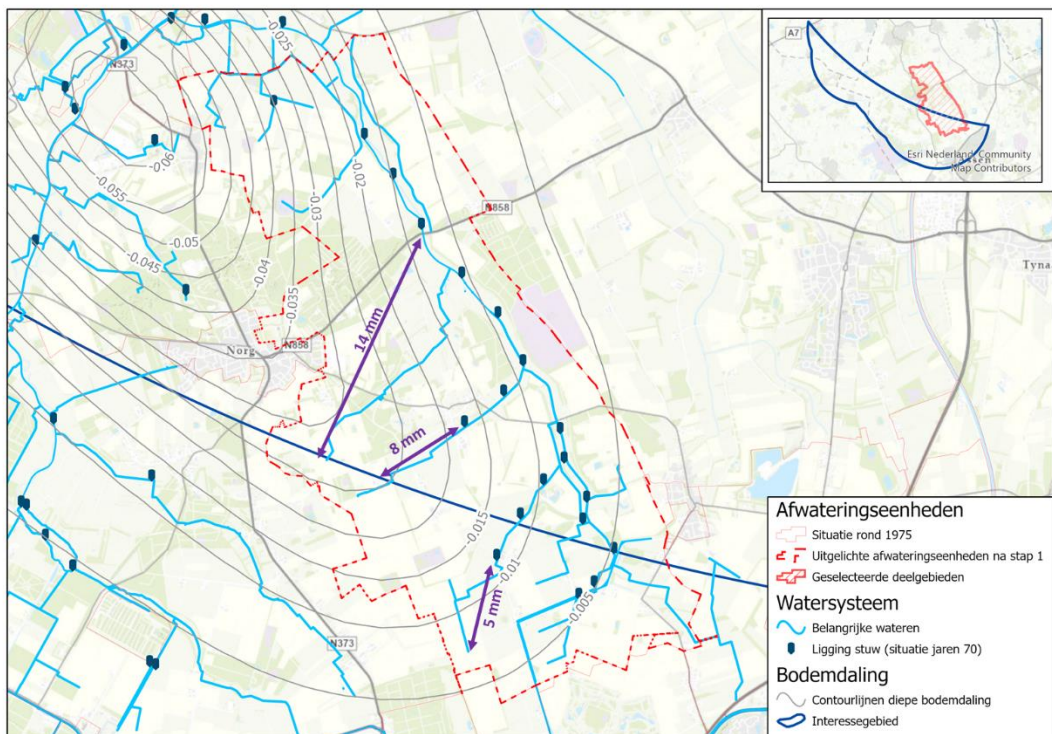 N373
-0.025
A7
ssen
Esri Nederland, Community
Map Contributors
-0.06
-0.02
-0.055
-0.03
N858
-0.05
-0.04
-0.045
Tyna
-0.035
14 mm
Norg
N858
8 mm
-0.015
-0.01
5 mm
-0.005
N373
Afwateringseenheden
Situatie rond 1975
Uitgelichte afwateringseenheden na stap 1
Geselecteerde deelgebieden
Watersysteem
Belangrijke wateren
Ligging stuw (situatie jaren 70)
Bodemdaling
Contourlijnen diepe bodemdaling
Interessegebied